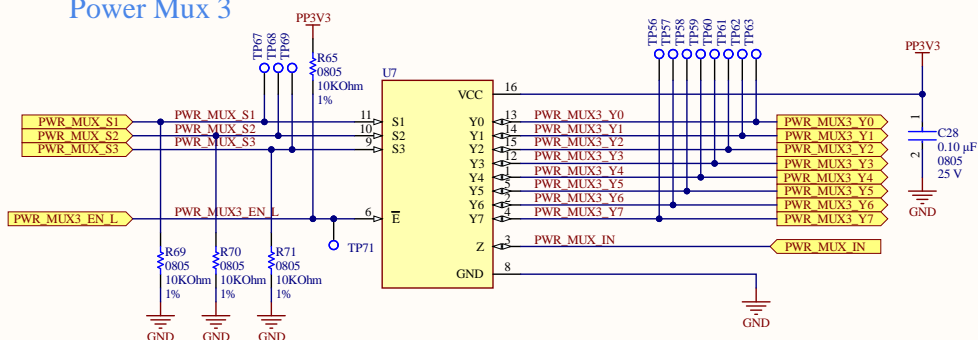 Power Mux 3
PP3V3
TP67
TP68
TP69
R65
0805
10KOhm
1%
TP56
TP57
TP58
TP59
TP60
TP61
TP62
TP63
PP3V3
U7
VCC
16
PWR_MUX_S1
PWR_MUX_S1
11
S1
Y0
13
PWR_MUX3_Y0
PWR_MUX3_Y0
PWR_MUX_S2
PWR_MUX_S2
10
S2
Y1
14
PWR_MUX3_Y1
PWR_MUX3_Y1
PWR_MUX_S3
PWR_MUX_S3
9
S3
Y2
15
PWR_MUX3_Y2
PWR_MUX3_Y2
Y3
12
PWR_MUX3_Y3
PWR_MUX3_Y3
Y4
1
PWR_MUX3_Y4
PWR_MUX3_Y4
Y5
5
PWR_MUX3_Y5
PWR_MUX3_Y5
Y6
2
PWR_MUX3_Y6
PWR_MUX3_Y6
Y7
4
PWR_MUX3_Y7
PWR_MUX3_Y7
1
2
C28
0.10 µF
0805
25 V
GND
PWR_MUX3_EN_L
PWR_MUX3_EN_L
6
E
TP71
Z
3
PWR_MUX_IN
PWR_MUX_IN
GND
8
GND
R69
0805
10KOhm
1%
GND
R70
0805
10KOhm
1%
GND
R71
0805
10KOhm
1%
GND